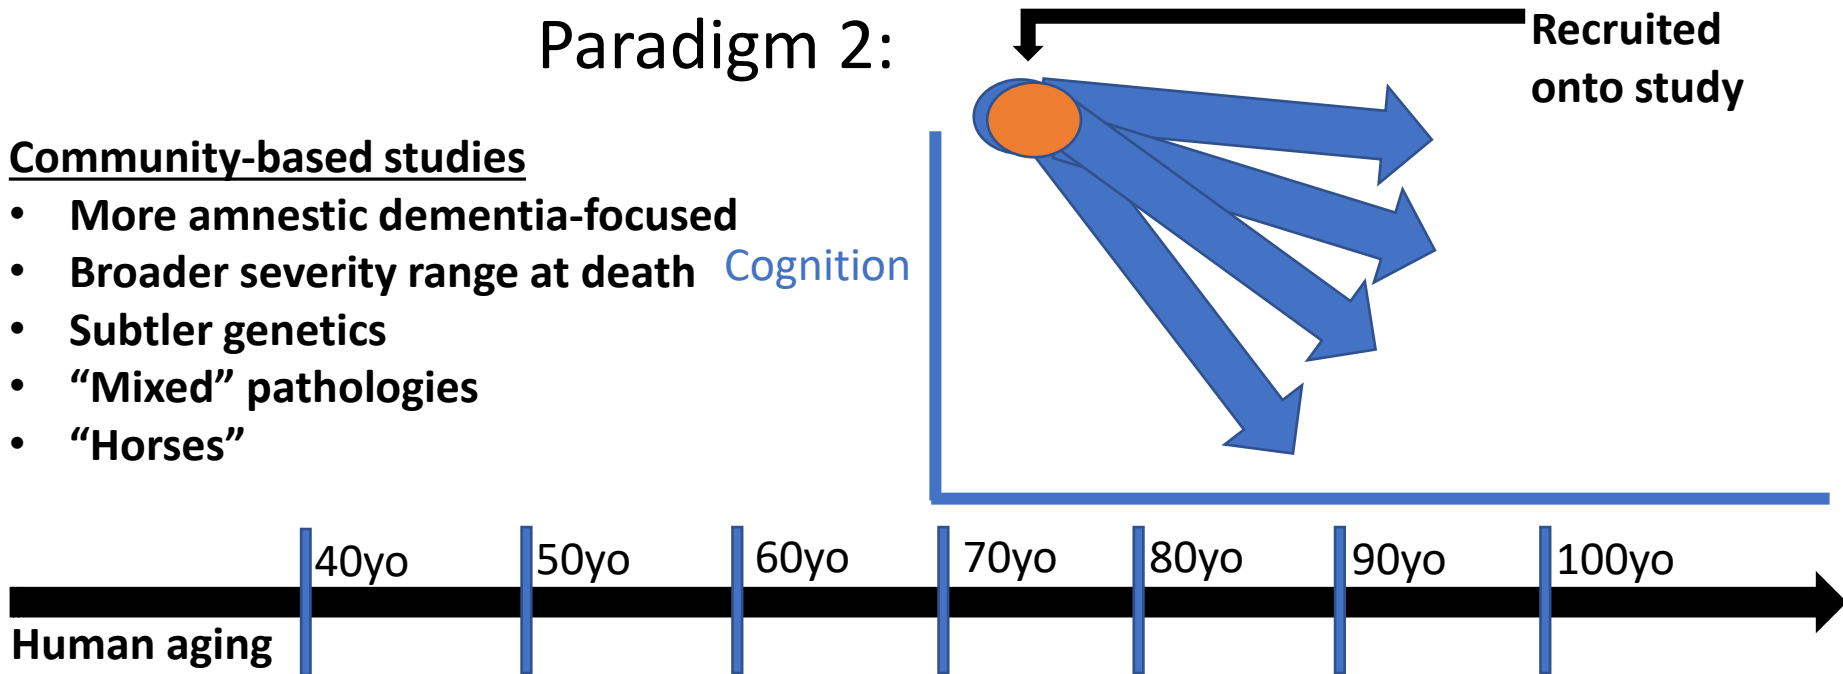 Paradigm 2:
Recruited
onto study
Community-based studies
• More amnestic dementia-focused
• Broader severity range at death
• Subtler genetics
• “Mixed” pathologies
• “Horses”
Cognition
40yo
50yo
60yo
70yo
80yo
90yo
100yo
Human aging